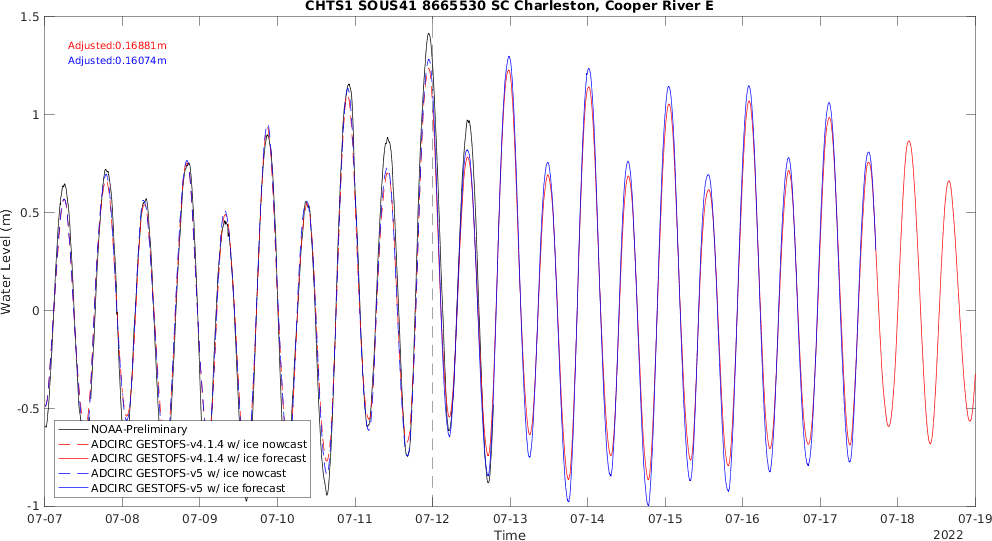 CHTS1 SOUS41 8665530 SC Charleston, Cooper River E
Adjusted:0.16881m
Adjusted:0.16074m
Water Level (m)
1.5
1
0.5
0
-0.5
-1
NOAA-Preliminary
ADCIRC GESTOFS-v4.1.4 w/ ice nowcast
ADCIRC GESTOFS-v4.1.4 w/ ice forecast
ADCIRC GESTOFS-v5 w/ ice nowcast
ADCIRC GESTOFS-v5 w/ ice forecast
07-07 07-08 07-09 07-10 07-11 07-12 07-13 07-14 07-15 07-16 07-17 07-18 07-19
Time
2022